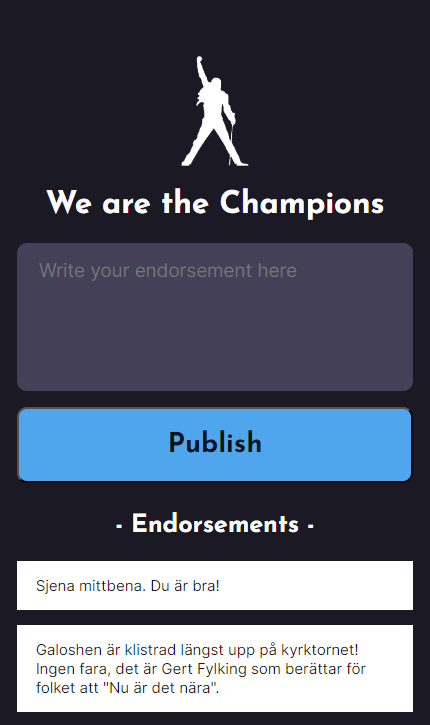 We are the Champions
Write your endorsement here
Publish
- Endorsements -
Sjena mittbena. Du är bra!
Galoshen är klistrad längst upp på kyrktornet!
Ingen fara, det är Gert Fylking som berättar för
folket att "Nu är det nära".